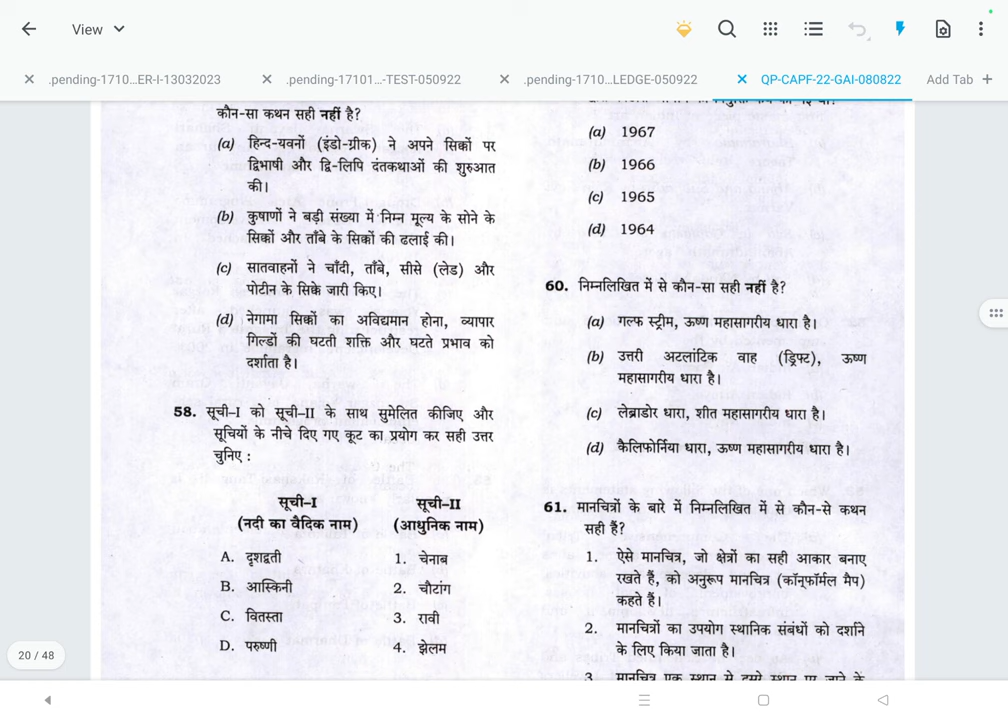 View
.pending-1710...ER-I-13032023
.pending-17101...-TEST-050922
.pending-1710...LEDGE-050922
QP-CAPF-22-GAI-080822
Add Tab
कौन-सा कथन सही नहीं है?
(a) हिन्द-यवनों (इंडो-ग्रीक) ने अपने सिक्कों पर
द्विभाषी और द्वि-लिपि दंतकथाओं की शुरुआत
की।
(b) कुषाणों ने बड़ी संख्या में निम्न मूल्य के सोने के
सिक्कों और ताँबे के सिक्कों की ढलाई की।
(c) सातवाहनों ने चाँदी, ताँबे, सीसे (लेड) और
पोटीन के सिक्के जारी किए।
(d) नेगामा सिक्कों का अविद्यमान होना, व्यापार
गिल्डों की घटती शक्ति और घटते प्रभाव को
दर्शाता है।
58. सूची-I को सूची-II के साथ सुमेलित कीजिए और
सूचियों के नीचे दिए गए कूट का प्रयोग कर सही उत्तर
चुनिए :
सूची-I सूची-II
(नदी का वैदिक नाम) (आधुनिक नाम)
A. दृशद्वती 1. चेनाब
B. आस्किनी 2. चौटांग
C. वितस्ता 3. रावी
D. परुष्णी 4. झेलम
(a) 1967
(b) 1966
(c) 1965
(d) 1964
60. निम्नलिखित में से कौन-सा सही नहीं है?
(a) गल्फ स्ट्रीम, ऊष्ण महासागरीय धारा है।
(b) उत्तरी अटलांटिक वाह (ड्रिफ्ट), ऊष्ण
महासागरीय धारा है।
(c) लेब्राडोर धारा, शीत महासागरीय धारा है।
(d) कैलिफोर्निया धारा, ऊष्ण महासागरीय धारा है।
61. मानचित्रों के बारे में निम्नलिखित में से कौन-से कथन
सही हैं?
1. ऐसे मानचित्र, जो क्षेत्रों का सही आकार बनाए
रखते हैं, को अनुरूप मानचित्र (कॉन्फॉर्मल मैप)
कहते हैं।
2. मानचित्रों का उपयोग स्थानिक संबंधों को दर्शाने
के लिए किया जाता है।
3. मानचित्र एक स्थान से दूसरे स्थान पर जाने के
20 / 48